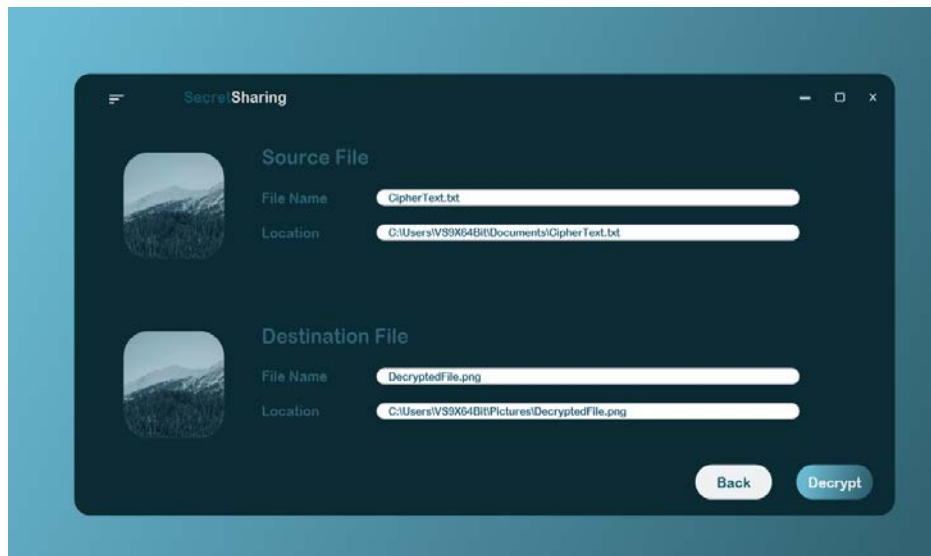 SecretSharing
Source File
File Name CipherText.txt
Location C:\Users\VS9X64Bit\Documents\CipherText.txt
Destination File
File Name DecryptedFile.png
Location C:\Users\VS9X64Bit\Pictures\DecryptedFile.png
Back Decrypt